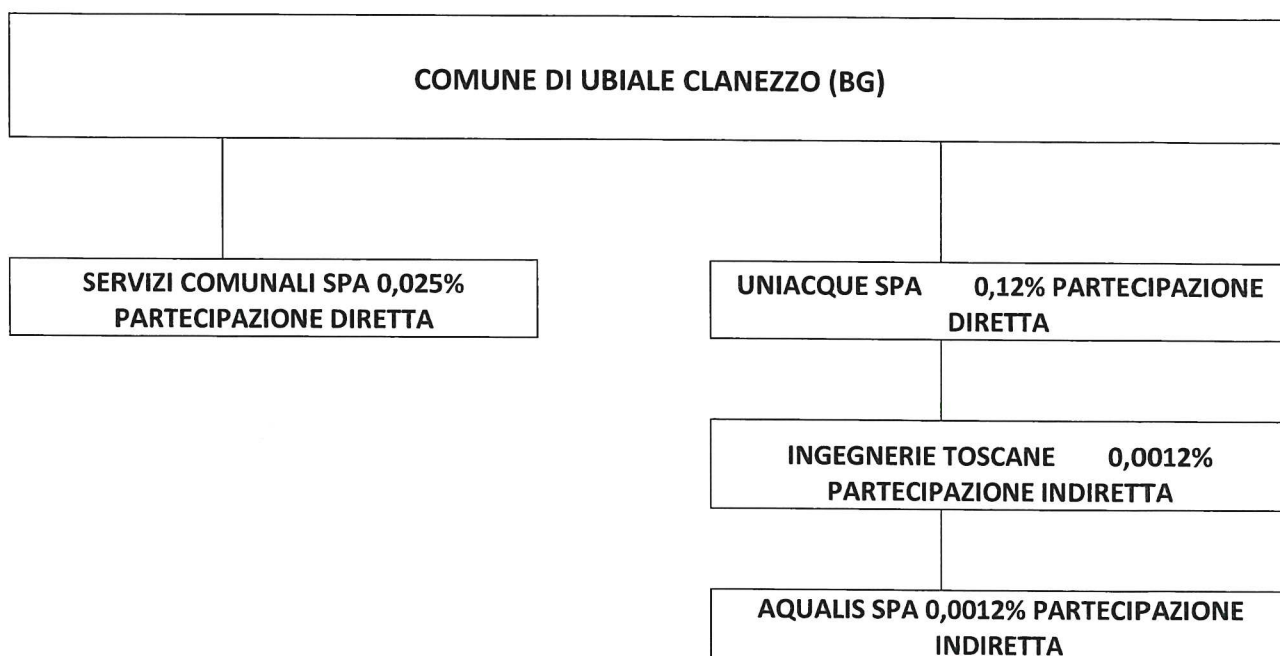 COMUNE DI UBIALE CLANEZZO (BG)
SERVIZI COMUNALI SPA 0,025%
PARTECIPAZIONE DIRETTA
UNIACQUE SPA 0,12% PARTECIPAZIONE
DIRETTA
INGEGNERIE TOSCANE 0,0012%
PARTECIPAZIONE INDIRETTA
AQUALIS SPA 0,0012% PARTECIPAZIONE
INDIRETTA